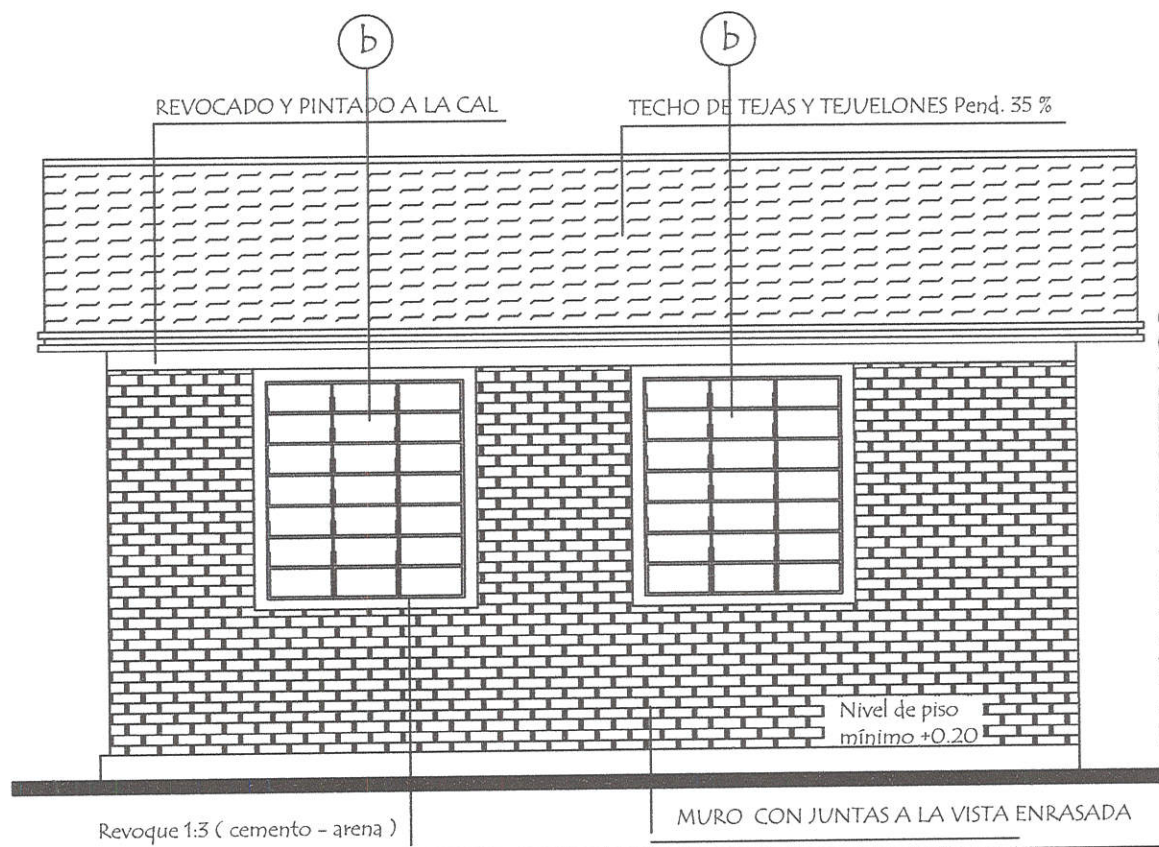 b
b
REVOCADO Y PINTADO A LA CAL
TECHO DE TEJAS Y TEJUELONES Pend. 35 %
Nivel de piso
mínimo +0.20
Revoque 1:3 ( cemento - arena )
MURO CON JUNTAS A LA VISTA ENRASADA